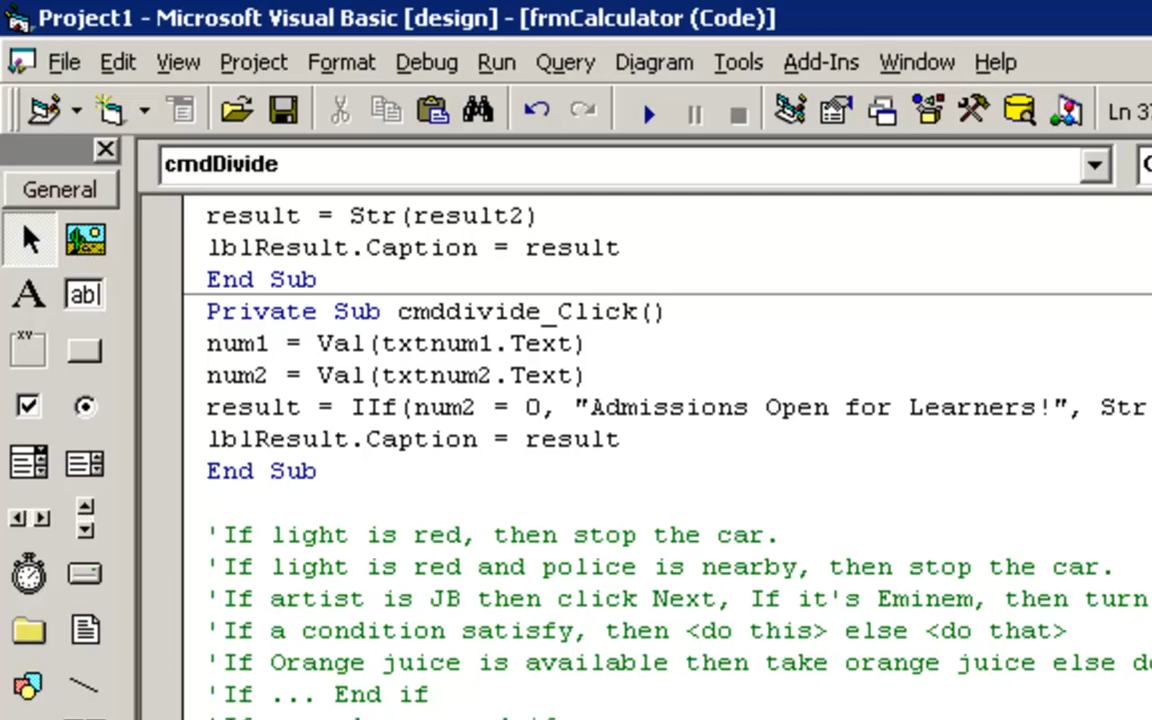 Project1 - Microsoft Visual Basic [design] - [frmCalculator (Code)]
File Edit View Project Format Debug Run Query Diagram Tools Add-Ins Window Help
Ln 37
cmdDivide
General
result = Str(result2)
lblResult.Caption = result
End Sub
Private Sub cmddivide_Click()
num1 = Val(txtnum1.Text)
num2 = Val(txtnum2.Text)
result = IIf(num2 = 0, "Admissions Open for Learners!", Str
lblResult.Caption = result
End Sub
'If light is red, then stop the car.
'If light is red and police is nearby, then stop the car.
'If artist is JB then click Next, If it's Eminem, then turn
'If a condition satisfy, then <do this> else <do that>
'If Orange juice is available then take orange juice else
'If ... End if